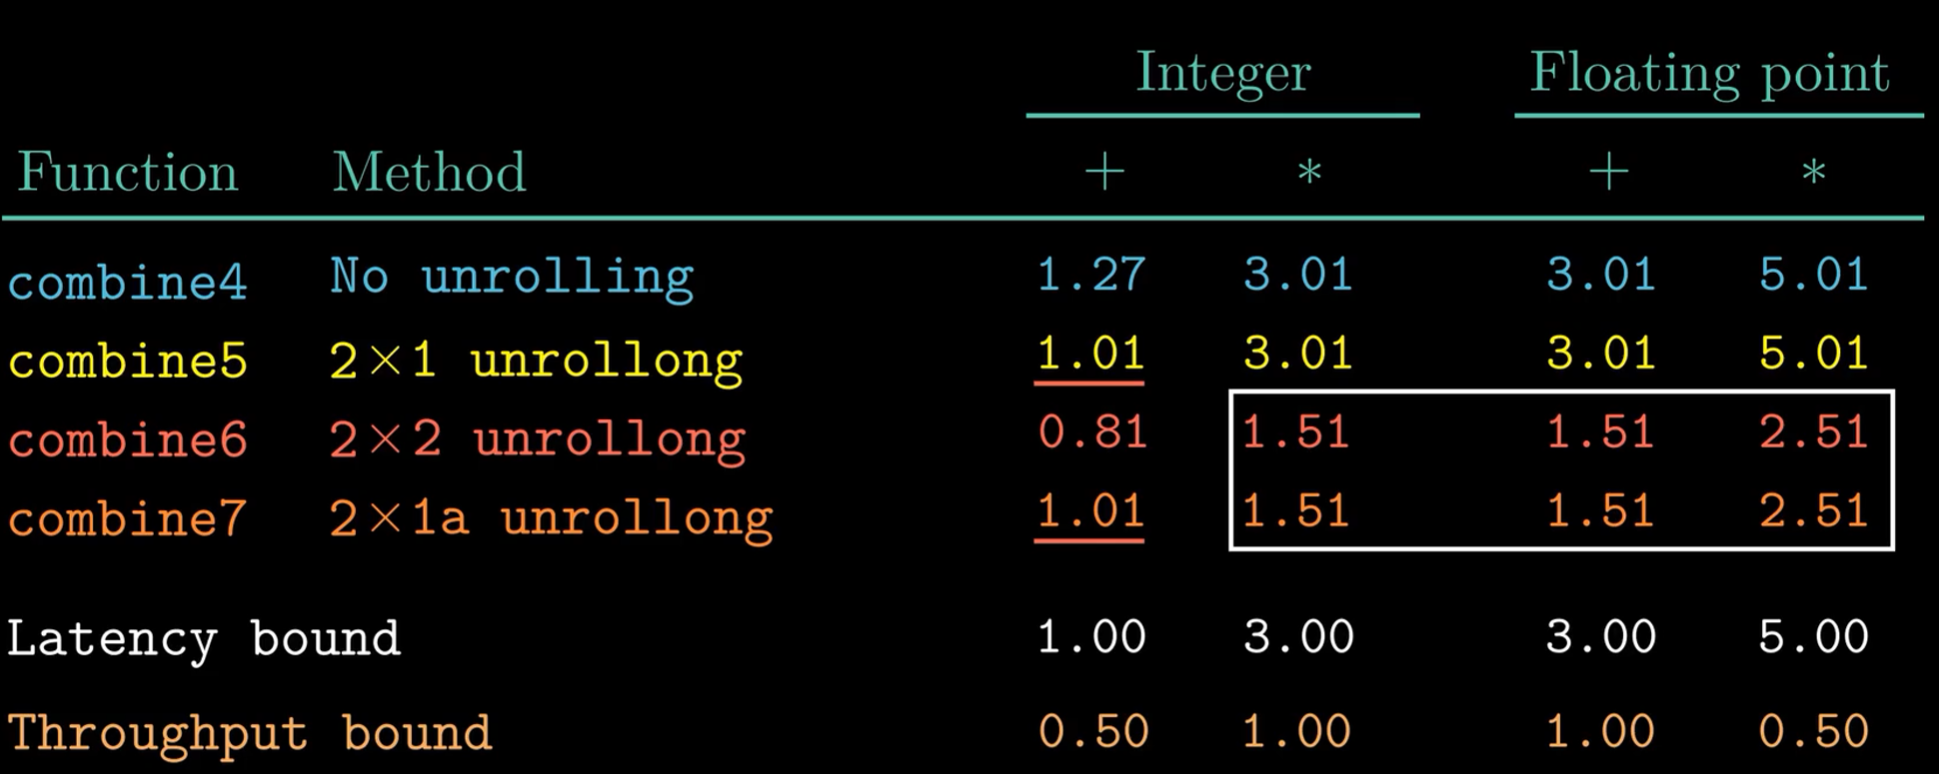 Integer Floating point
Function Method + * + *
combine4 No unrolling 1.27 3.01 3.01 5.01
combine5 2×1 unrollong 1.01 3.01 3.01 5.01
combine6 2×2 unrollong 0.81 1.51 1.51 2.51
combine7 2×1a unrollong 1.01 1.51 1.51 2.51
Latency bound 1.00 3.00 3.00 5.00
Throughput bound 0.50 1.00 1.00 0.50